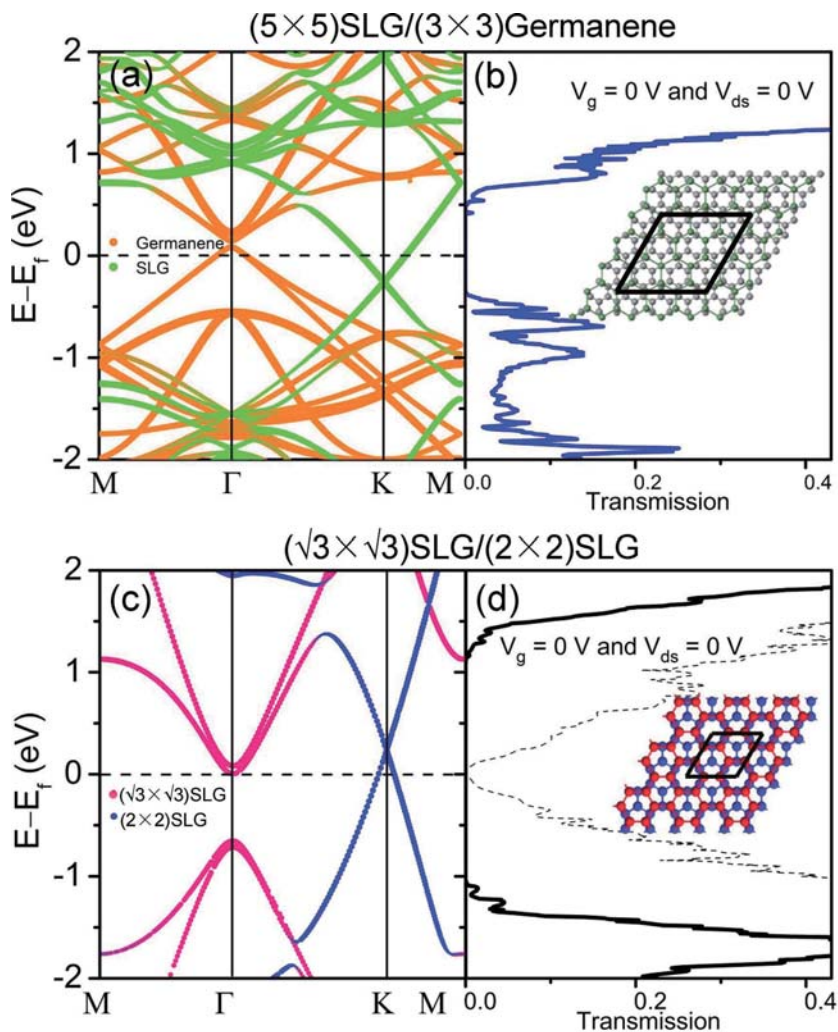 (5×5)SLG/(3×3)Germanene
(a)
(b)
V_g = 0 V and V_ds = 0 V
2
1
0
-1
-2
E−E_f (eV)
Germanene
SLG
M Γ K M
0.0 0.2 0.4
Transmission
(√3×√3)SLG/(2×2)SLG
(c)
(d)
V_g = 0 V and V_ds = 0 V
2
1
0
-1
-2
E−E_f (eV)
(√3×√3)SLG
(2×2)SLG
M Γ K M
0.0 0.2 0.4
Transmission